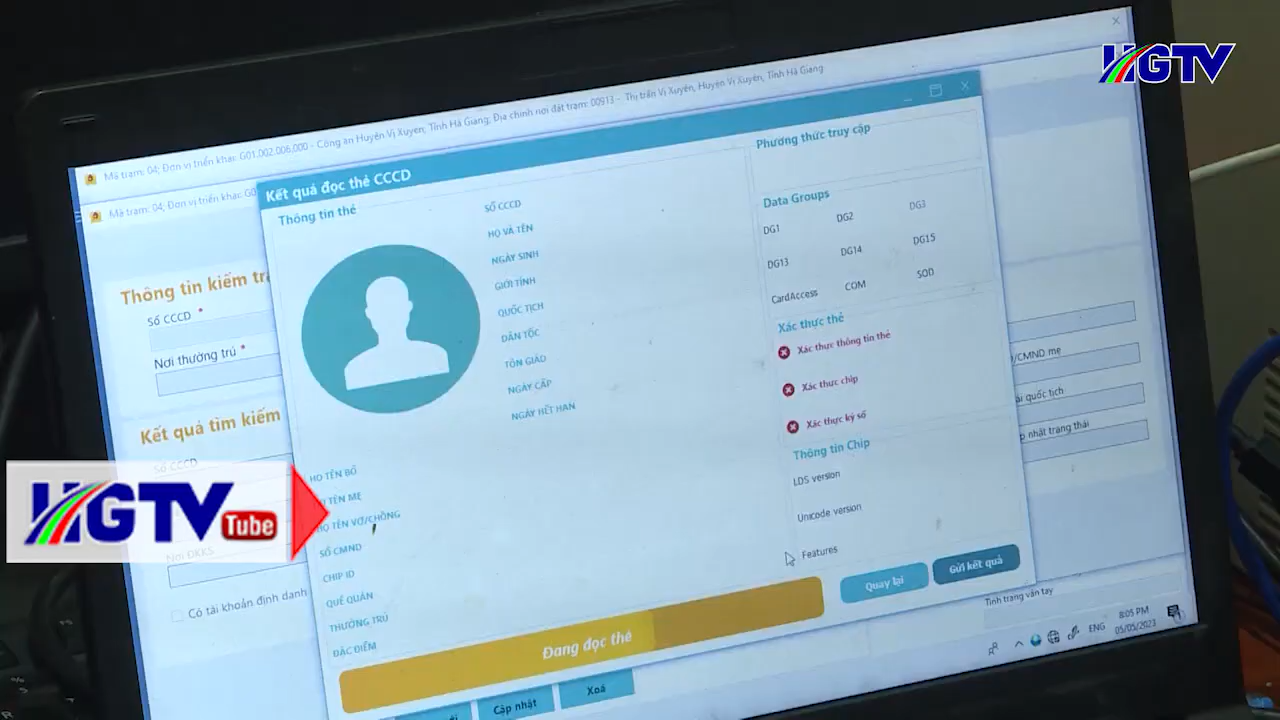 HGTV
Mã trạm: 04; Đơn vị triển khai: G01.002.006.000 - Công an Huyện Vị Xuyên, Tỉnh Hà Giang; Địa chính nơi đặt trạm: 00913 - Thị trấn Vị Xuyên, Huyện Vị Xuyên, Tỉnh Hà Giang
Mã trạm: 04; Đơn vị triển khai: G0
Kết quả đọc thẻ CCCD
Thông tin thẻ
SỐ CCCD
HỌ VÀ TÊN
NGÀY SINH
GIỚI TÍNH
QUỐC TỊCH
DÂN TỘC
TÔN GIÁO
NGÀY CẤP
NGÀY HẾT HẠN
HỌ TÊN BỐ
TÊN MẸ
HỌ TÊN VỢ/CHỒNG
SỐ CMND
CHIP ID
QUÊ QUÁN
THƯỜNG TRÚ
ĐẶC ĐIỂM
Phương thức truy cập
Data Groups
DG1 DG2 DG3
DG13 DG14 DG15
CardAccess COM SOD
Xác thực thẻ
Xác thực thông tin thẻ
Xác thực chip
Xác thực ký số
Thông tin Chip
LDS version
Unicode version
Features
Đang đọc thẻ
Quay lại
Gửi kết quả
Thông tin kiểm tra
Số CCCD *
Nơi thường trú *
Kết quả tìm kiếm
Số CCCD
Nơi ĐKKS
Có tài khoản định danh
/CMND mẹ
quốc tịch
nhật trạng thái
Tình trạng vân tay
Cập nhật
Xoá
ENG
8:05 PM
05/05/2023
HGTV Tube